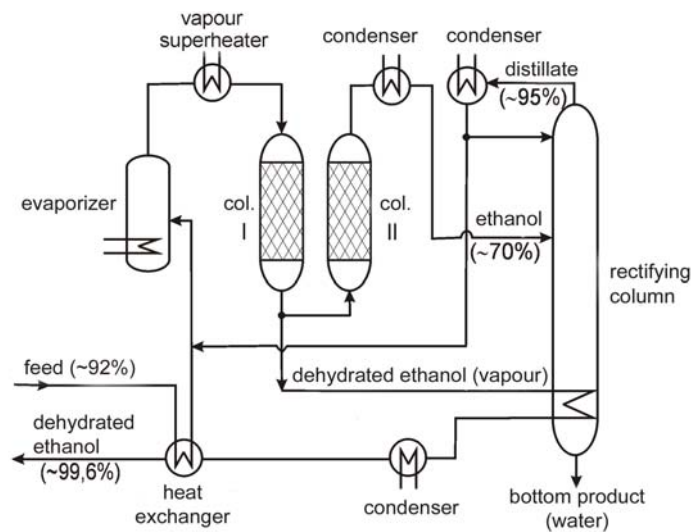 vapour
superheater
condenser
condenser
distillate
(~95%)
evaporizer
col.
I
col.
II
ethanol
(~70%)
rectifying
column
feed (~92%)
dehydrated ethanol (vapour)
dehydrated
ethanol
(~99,6%)
heat
exchanger
condenser
bottom product
(water)